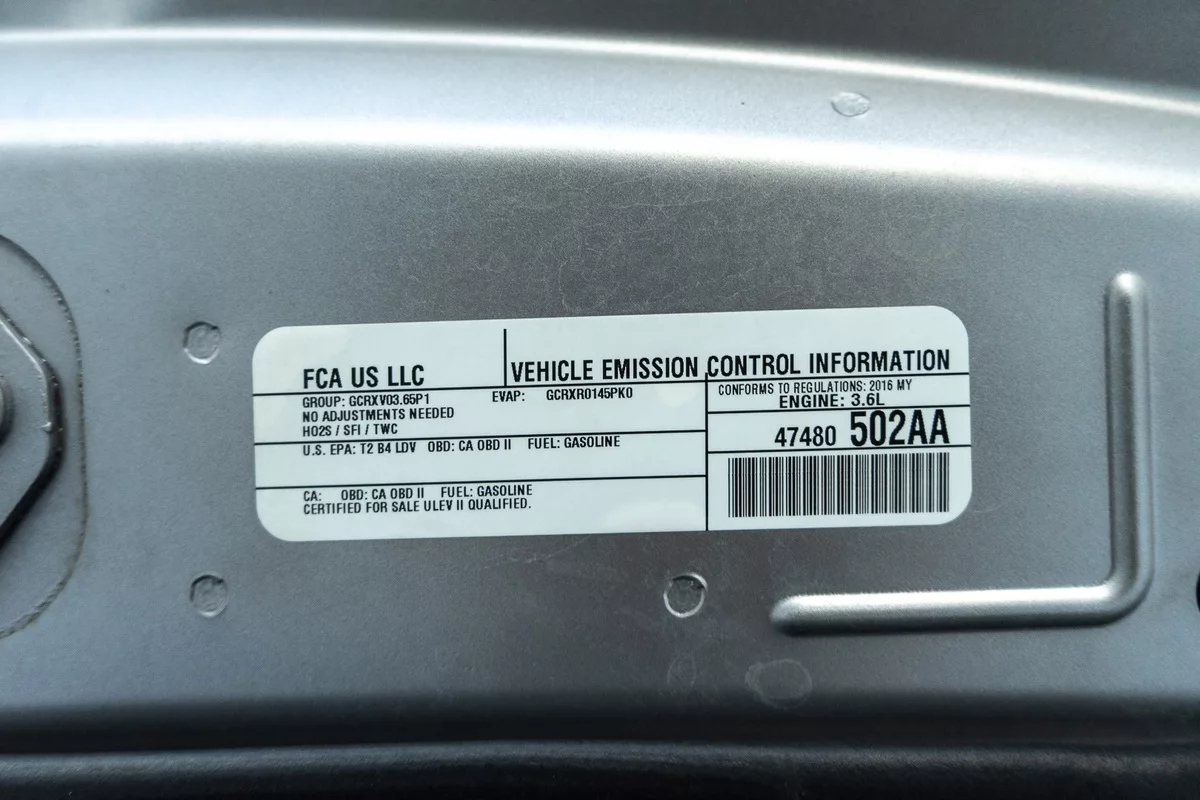 FCA US LLC
VEHICLE EMISSION CONTROL INFORMATION
GROUP: GCRXV03.65P1 EVAP: GCRXR0145PK0
NO ADJUSTMENTS NEEDED
HO2S / SFI / TWC
U.S. EPA: T2 B4 LDV OBD: CA OBD II FUEL: GASOLINE
CA: OBD: CA OBD II FUEL: GASOLINE
CERTIFIED FOR SALE ULEV II QUALIFIED.
CONFORMS TO REGULATIONS: 2016 MY
ENGINE: 3.6L
47480 502AA